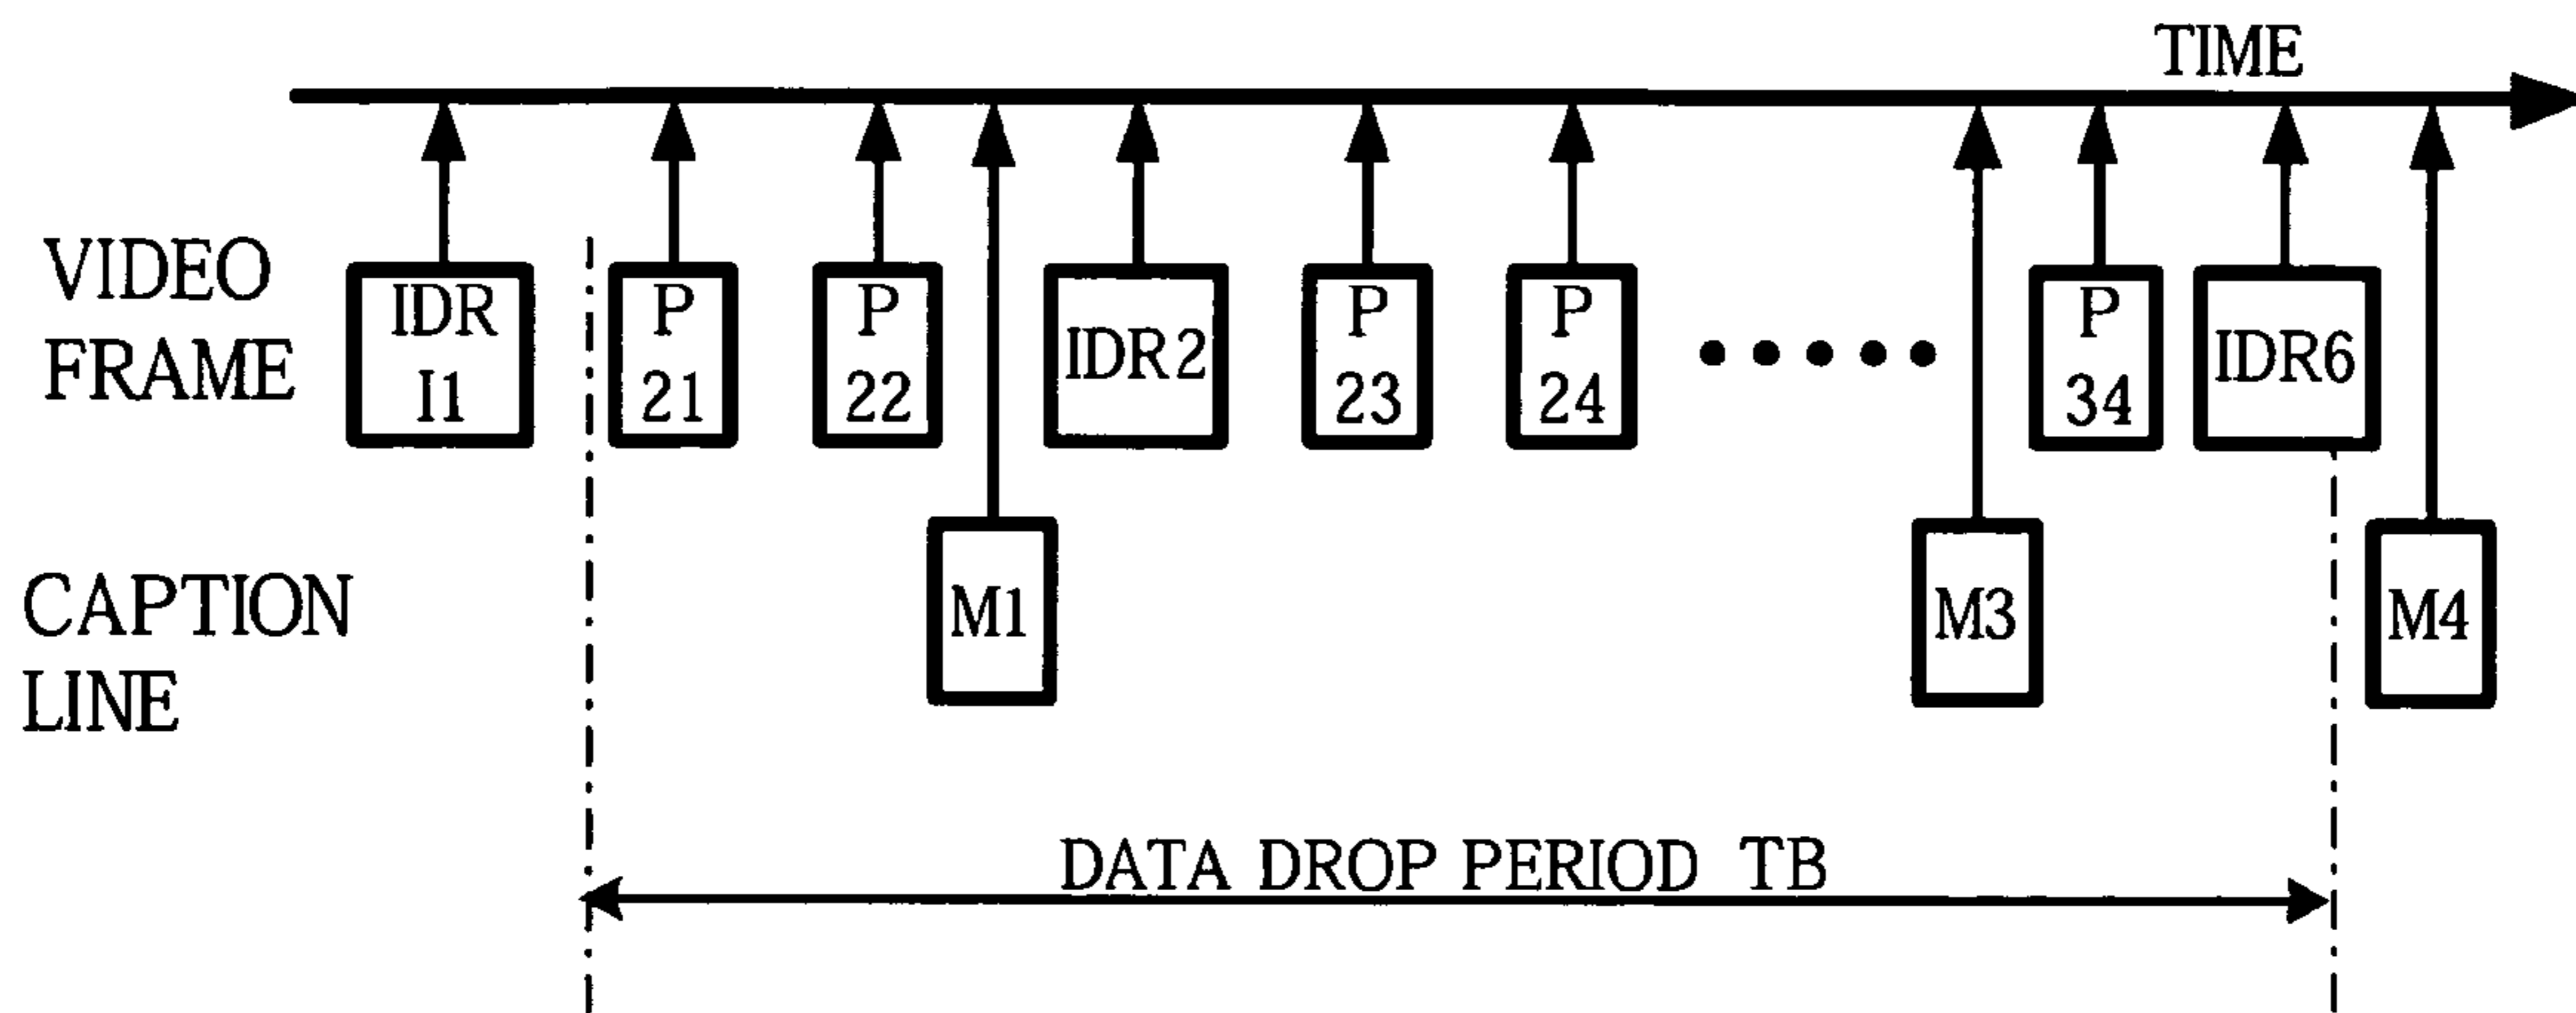 TIME
VIDEO
FRAME
IDR
I1
P
21
P
22
IDR2
P
23
P
24
P
34
IDR6
CAPTION
LINE
M1
M3
M4
DATA DROP PERIOD TB